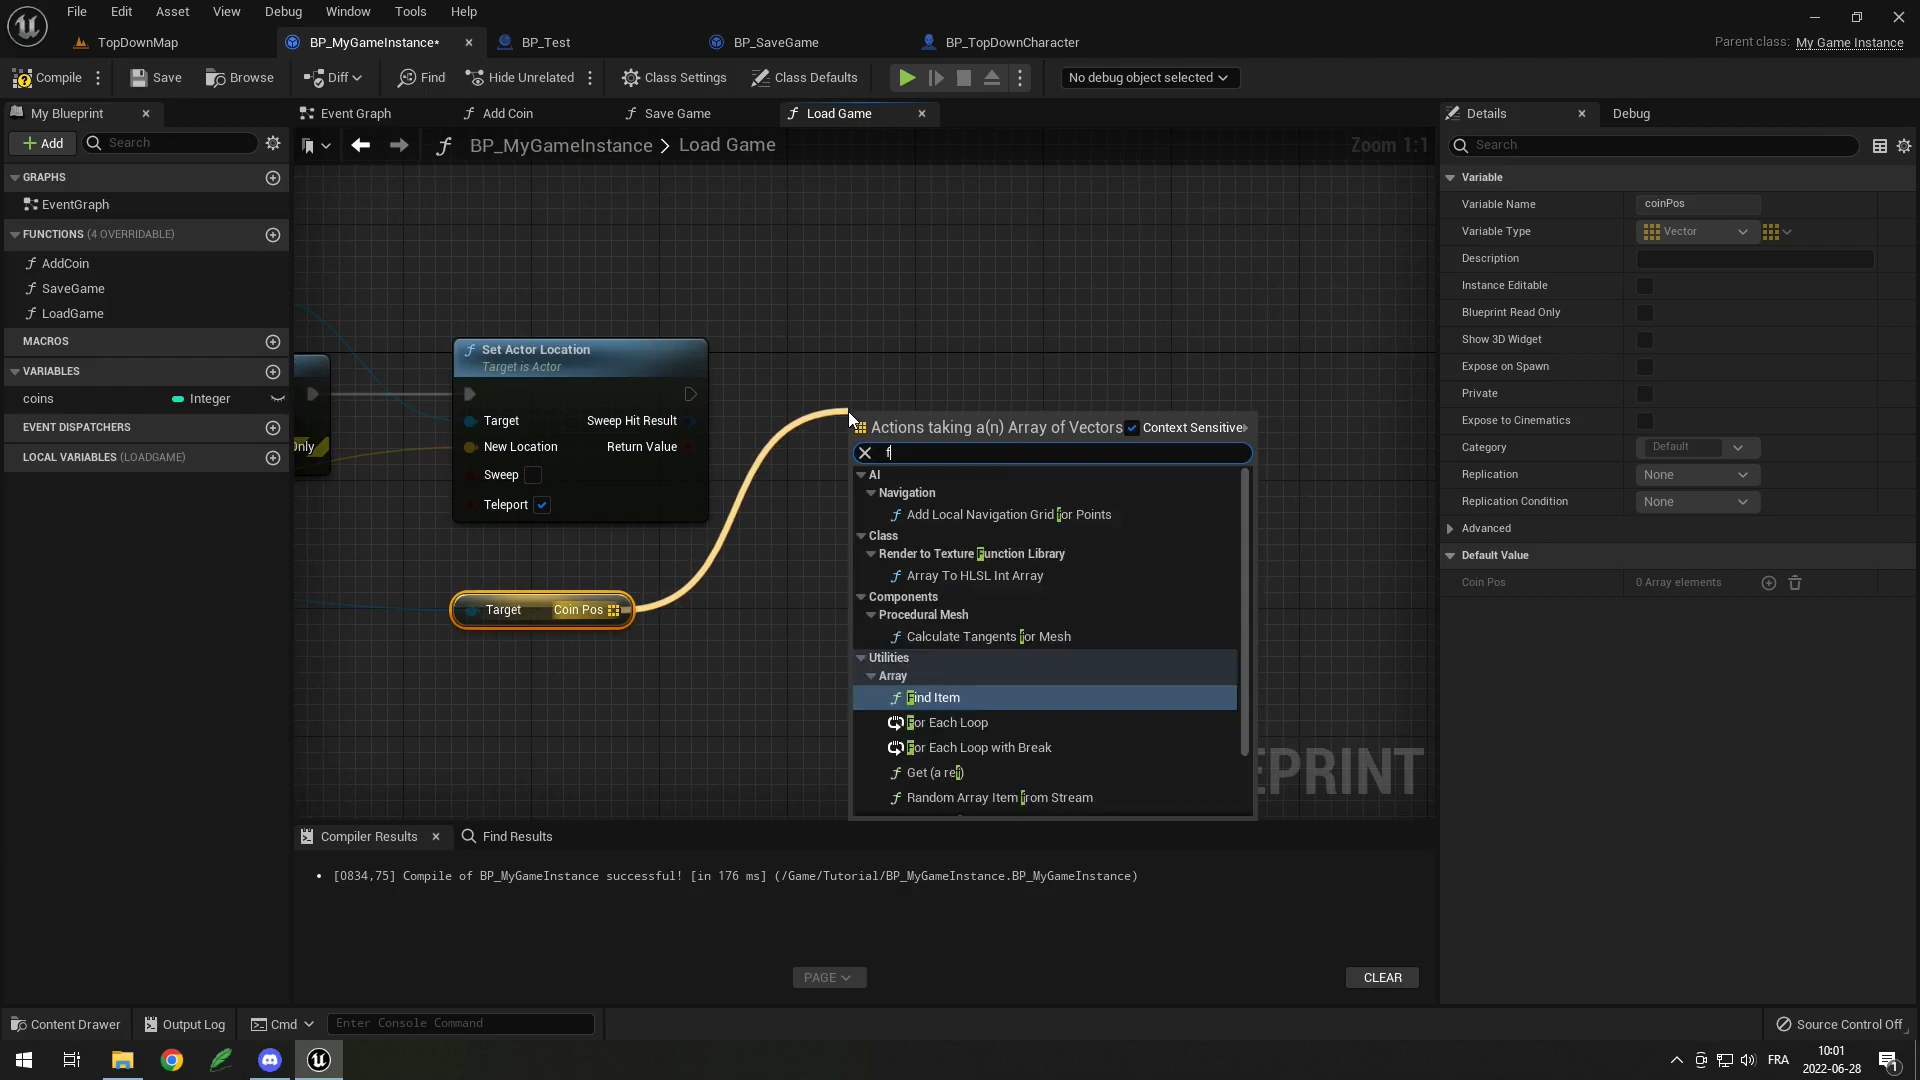 File Edit Asset View Debug Window Tools Help
TopDownMap BP_MyGameInstance* BP_Test BP_SaveGame BP_TopDownCharacter Parent class: My Game Instance
Compile Save Browse Diff Find Hide Unrelated Class Settings Class Defaults No debug object selected
My Blueprint Event Graph Add Coin Save Game Load Game Details Debug
Add Search BP_MyGameInstance > Load Game Zoom 1:1 Search
GRAPHS
EventGraph
FUNCTIONS (4 OVERRIDABLE)
AddCoin
SaveGame
LoadGame
MACROS
VARIABLES
coins Integer
EVENT DISPATCHERS
LOCAL VARIABLES (LOADGAME)
Set Actor Location
Target is Actor
Target Sweep Hit Result
New Location Return Value
Sweep
Teleport
Target Coin Pos
Actions taking a(n) Array of Vectors Context Sensitive
f
AI
Navigation
Add Local Navigation Grid for Points
Class
Render to Texture Function Library
Array To HLSL Int Array
Components
Procedural Mesh
Calculate Tangents for Mesh
Utilities
Array
Find Item
For Each Loop
For Each Loop with Break
Get (a ref)
Random Array Item from Stream
Variable
Variable Name coinPos
Variable Type Vector
Description
Instance Editable
Blueprint Read Only
Show 3D Widget
Expose on Spawn
Private
Expose to Cinematics
Category Default
Replication None
Replication Condition None
Advanced
Default Value
Coin Pos 0 Array elements
Compiler Results Find Results
• [0834,75] Compile of BP_MyGameInstance successful! [in 176 ms] (/Game/Tutorial/BP_MyGameInstance.BP_MyGameInstance)
PAGE CLEAR
Content Drawer Output Log Cmd Enter Console Command Source Control Off
FRA 10:01
2022-06-28 1